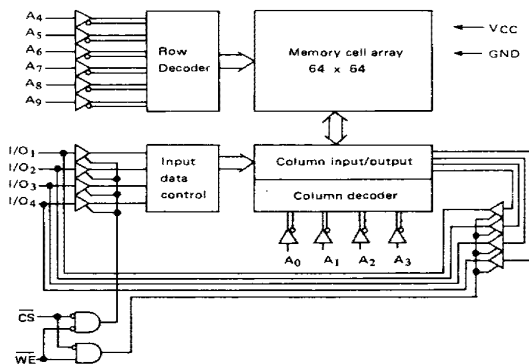 A4
A5
A6
A7
A8
A9
Row
Decoder
Memory cell array
64 x 64
VCC
GND
I/O1
I/O2
I/O3
I/O4
Input
data
control
Column input/output
Column decoder
A0
A1
A2
A3
CS
WE